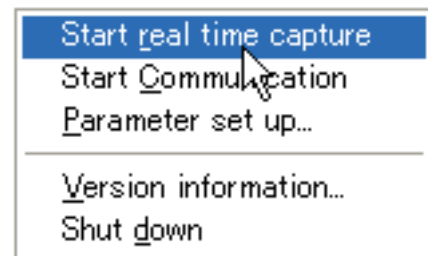 Start real time capture
Start Communication
Parameter set up...
Version information...
Shut down